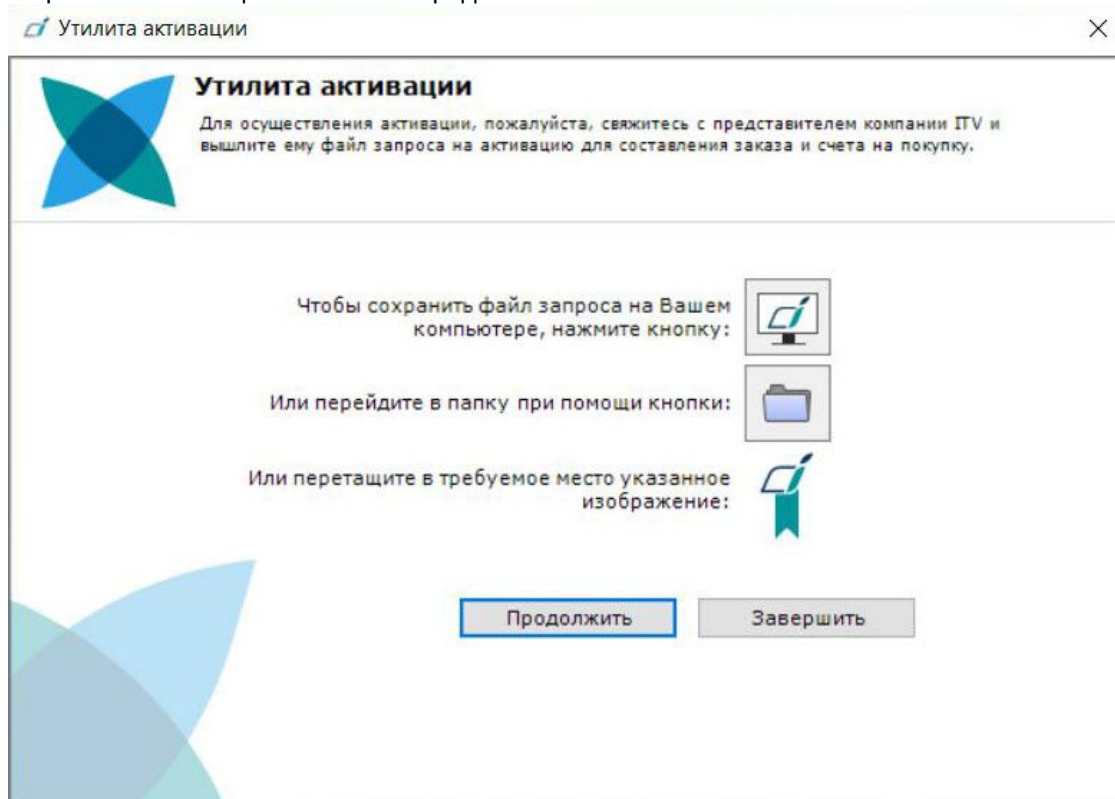 Утилита активации
Утилита активации
Для осуществления активации, пожалуйста, свяжитесь с представителем компании ITV и
вышлите ему файл запроса на активацию для составления заказа и счета на покупку.
Чтобы сохранить файл запроса на Вашем
компьютере, нажмите кнопку:
Или перейдите в папку при помощи кнопки:
Или перетащите в требуемое место указанное
изображение:
Продолжить
Завершить